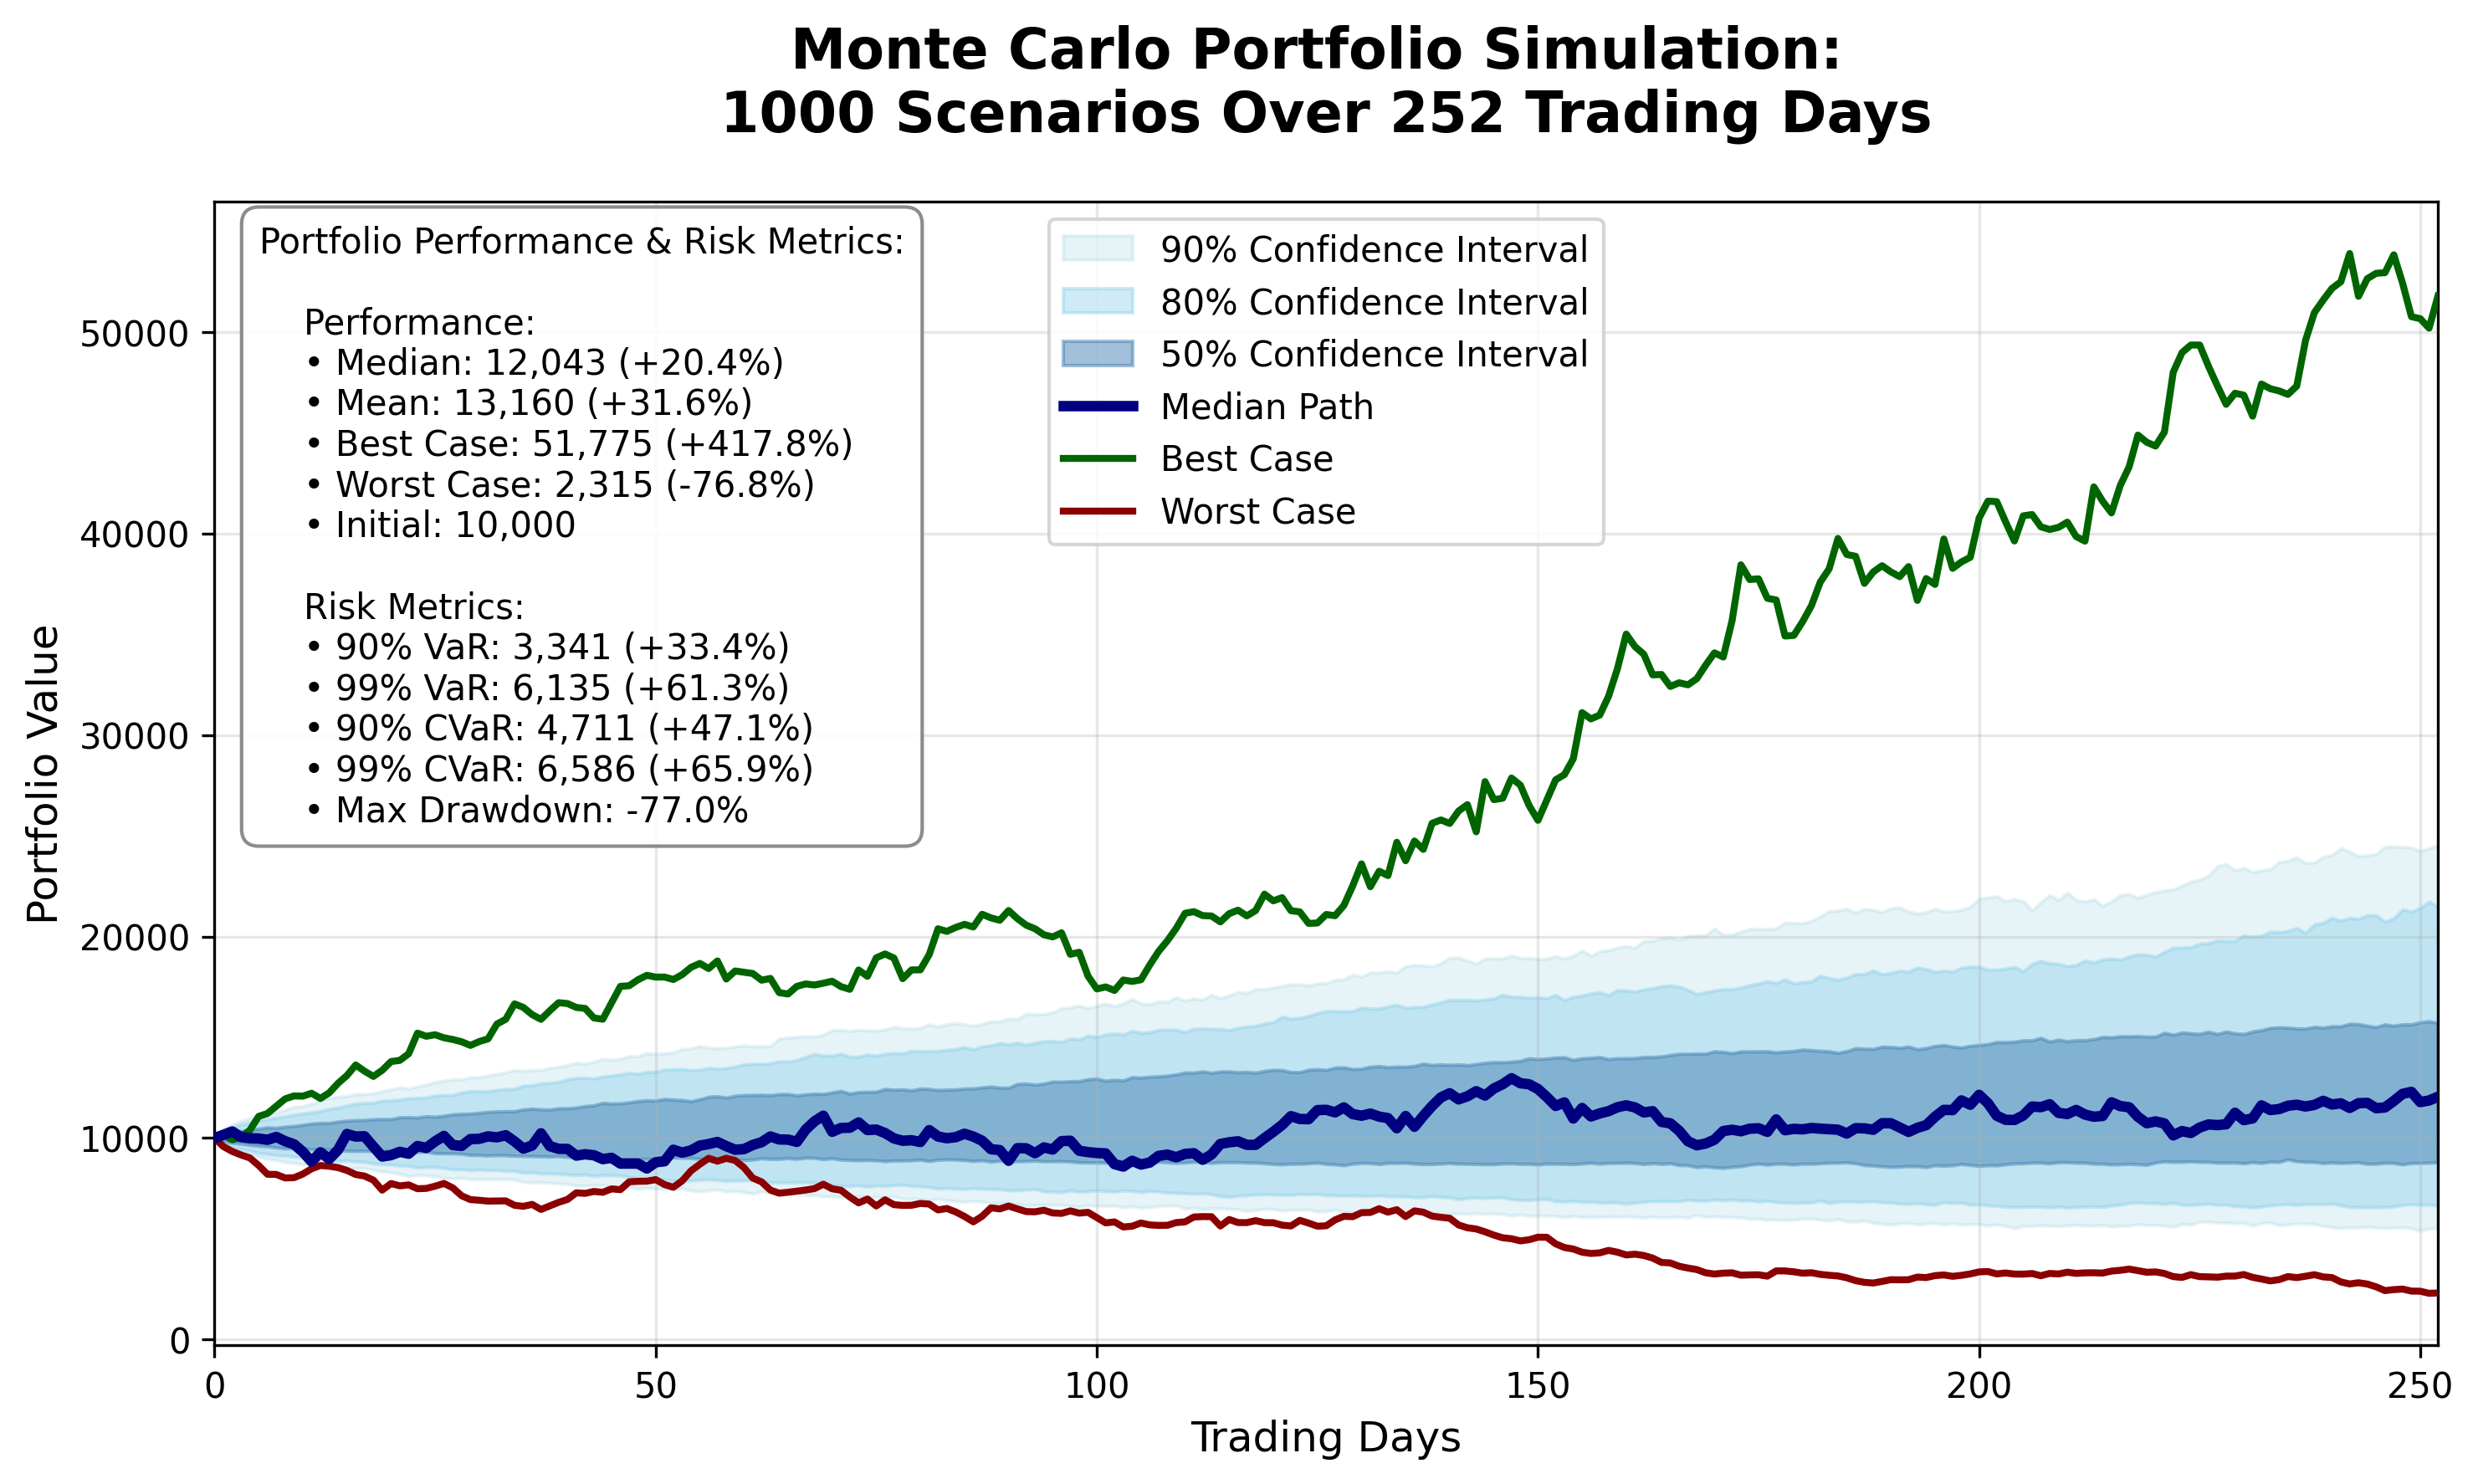 Monte Carlo Portfolio Simulation:
1000 Scenarios Over 252 Trading Days
Portfolio Performance & Risk Metrics:
Performance:
• Median: 12,043 (+20.4%)
• Mean: 13,160 (+31.6%)
• Best Case: 51,775 (+417.8%)
• Worst Case: 2,315 (-76.8%)
• Initial: 10,000
Risk Metrics:
• 90% VaR: 3,341 (+33.4%)
• 99% VaR: 6,135 (+61.3%)
• 90% CVaR: 4,711 (+47.1%)
• 99% CVaR: 6,586 (+65.9%)
• Max Drawdown: -77.0%
90% Confidence Interval
80% Confidence Interval
50% Confidence Interval
Median Path
Best Case
Worst Case
Portfolio Value
50000
40000
30000
20000
10000
0
0
50
100
150
200
250
Trading Days